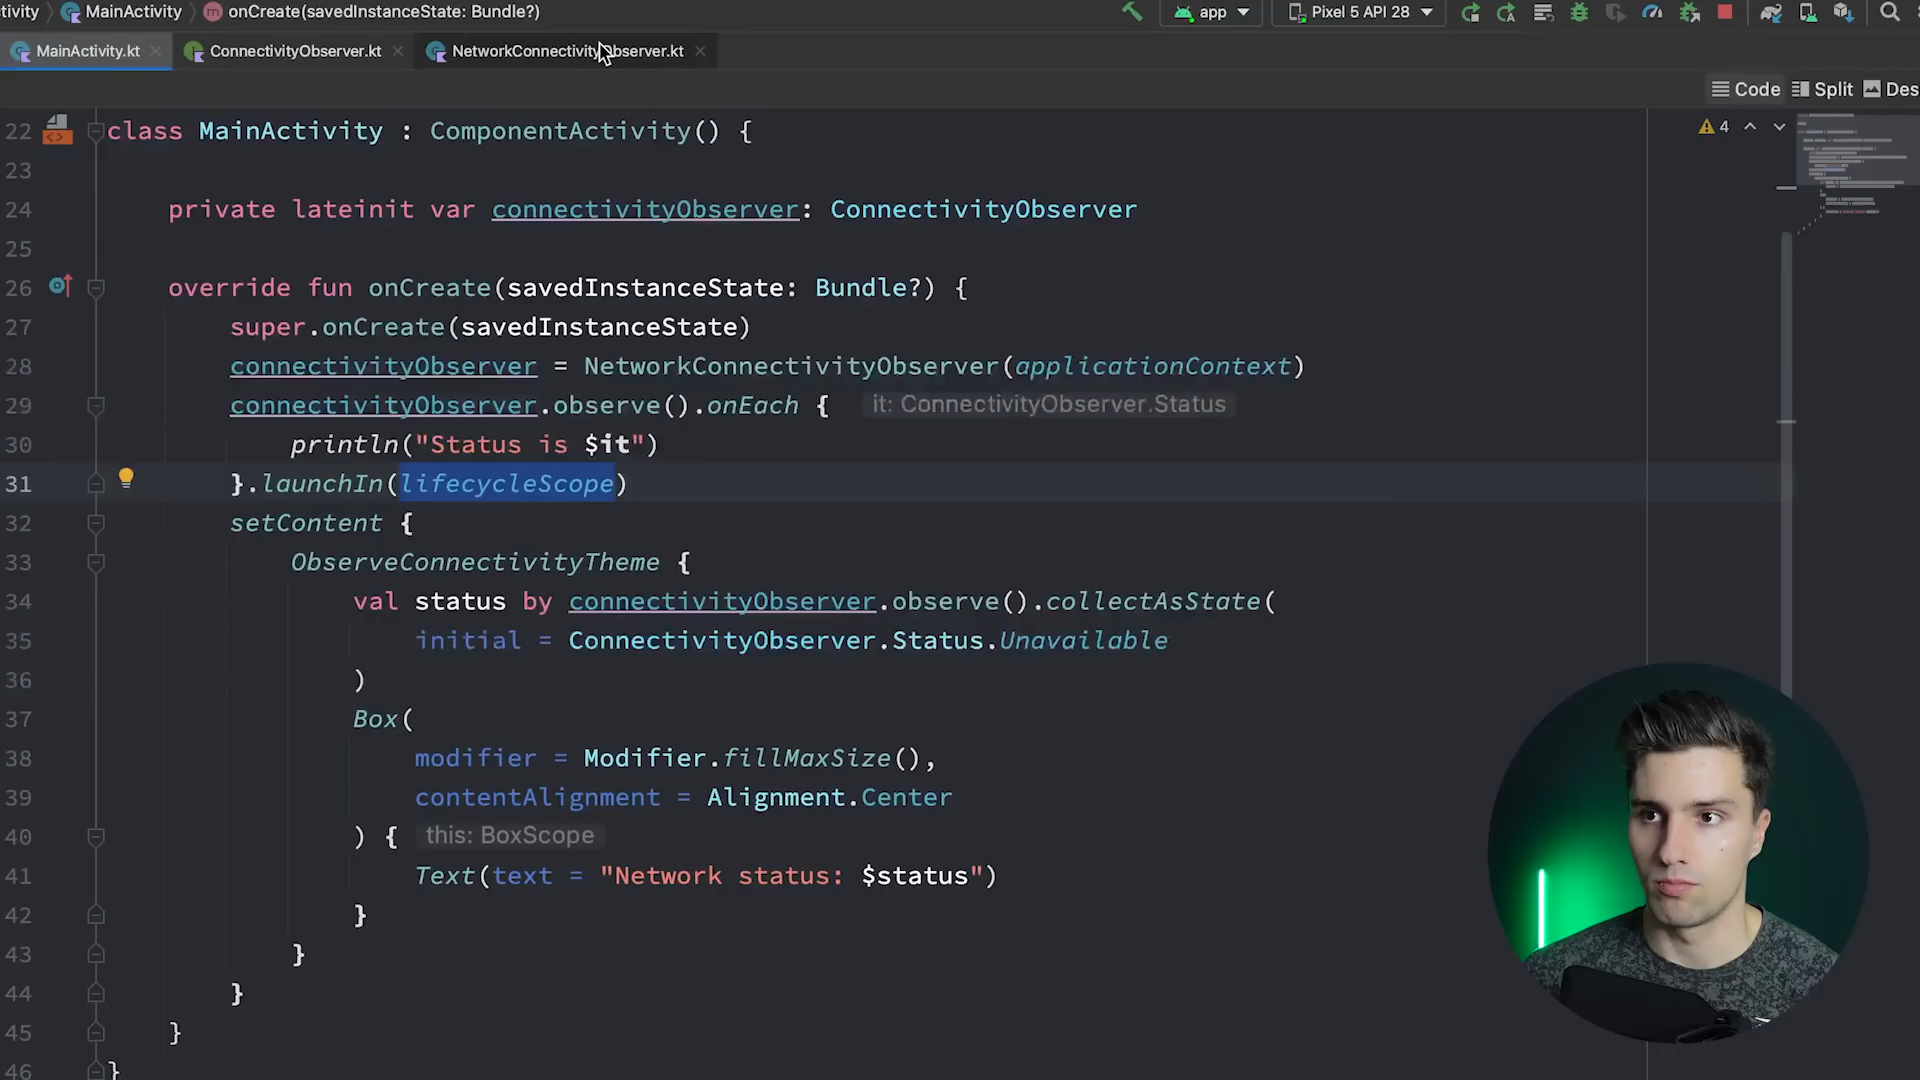 tivity MainActivity onCreate(savedInstanceState: Bundle?) app Pixel 5 API 28
MainActivity.kt ConnectivityObserver.kt NetworkConnectivityObserver.kt
Code Split Des
22 class MainActivity : ComponentActivity() { 4
23
24 private lateinit var connectivityObserver: ConnectivityObserver
25
26 override fun onCreate(savedInstanceState: Bundle?) {
27 super.onCreate(savedInstanceState)
28 connectivityObserver = NetworkConnectivityObserver(applicationContext)
29 connectivityObserver.observe().onEach { it: ConnectivityObserver.Status
30 println("Status is $it")
31 }.launchIn(lifecycleScope)
32 setContent {
33 ObserveConnectivityTheme {
34 val status by connectivityObserver.observe().collectAsState(
35 initial = ConnectivityObserver.Status.Unavailable
36 )
37 Box(
38 modifier = Modifier.fillMaxSize(),
39 contentAlignment = Alignment.Center
40 ) { this: BoxScope
41 Text(text = "Network status: $status")
42 }
43 }
44 }
45 }
46 }